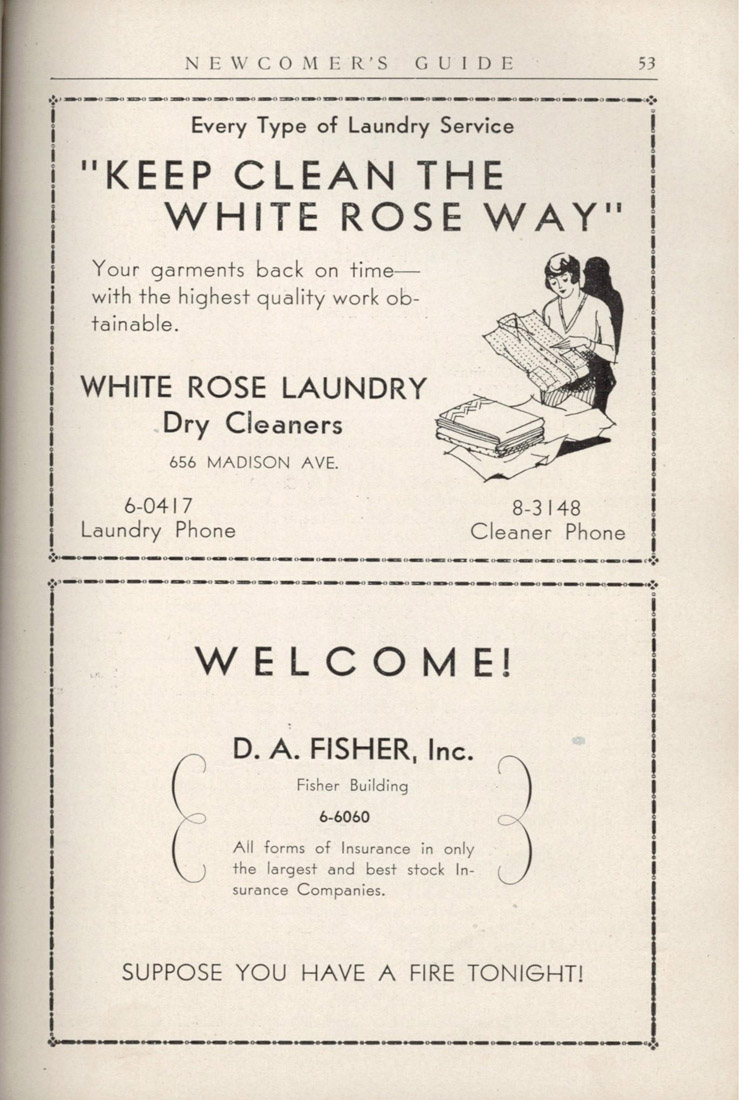 NEWCOMER'S GUIDE 53
Every Type of Laundry Service
"KEEP CLEAN THE
WHITE ROSE WAY"
Your garments back on time—
with the highest quality work ob-
tainable.
WHITE ROSE LAUNDRY
Dry Cleaners
656 MADISON AVE.
6-0417
Laundry Phone
8-3148
Cleaner Phone
WELCOME!
D. A. FISHER, Inc.
Fisher Building
6-6060
All forms of Insurance in only
the largest and best stock In-
surance Companies.
SUPPOSE YOU HAVE A FIRE TONIGHT!